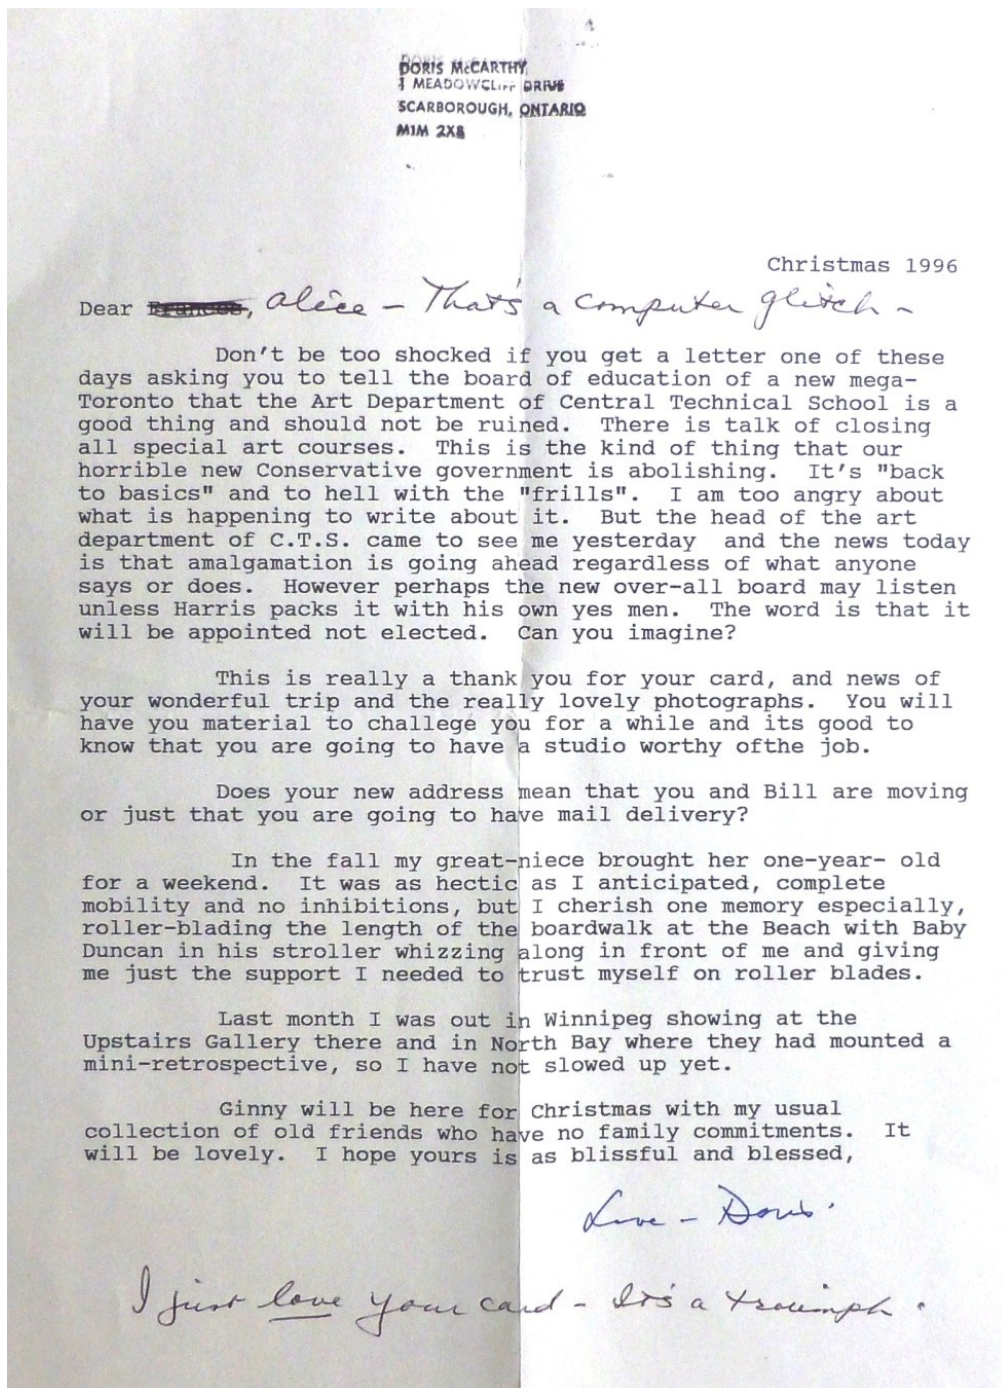 DORIS McCARTHY
1 MEADOWCLIFF DRIVE
SCARBOROUGH, ONTARIO
M1M 2X8
Christmas 1996
Dear Frances, Alice – That's a computer glitch –
Don't be too shocked if you get a letter one of these
days asking you to tell the board of education of a new mega-
Toronto that the Art Department of Central Technical School is a
good thing and should not be ruined. There is talk of closing
all special art courses. This is the kind of thing that our
horrible new Conservative government is abolishing. It's "back
to basics" and to hell with the "frills". I am too angry about
what is happening to write about it. But the head of the art
department of C.T.S. came to see me yesterday and the news today
is that amalgamation is going ahead regardless of what anyone
says or does. However perhaps the new over-all board may listen
unless Harris packs it with his own yes men. The word is that it
will be appointed not elected. Can you imagine?
This is really a thank you for your card, and news of
your wonderful trip and the really lovely photographs. You will
have you material to challege you for a while and its good to
know that you are going to have a studio worthy ofthe job.
Does your new address mean that you and Bill are moving
or just that you are going to have mail delivery?
In the fall my great-niece brought her one-year- old
for a weekend. It was as hectic as I anticipated, complete
mobility and no inhibitions, but I cherish one memory especially,
roller-blading the length of the boardwalk at the Beach with Baby
Duncan in his stroller whizzing along in front of me and giving
me just the support I needed to trust myself on roller blades.
Last month I was out in Winnipeg showing at the
Upstairs Gallery there and in North Bay where they had mounted a
mini-retrospective, so I have not slowed up yet.
Ginny will be here for Christmas with my usual
collection of old friends who have no family commitments. It
will be lovely. I hope yours is as blissful and blessed,
Love – Doris.
I just love your card – It's a triumph.